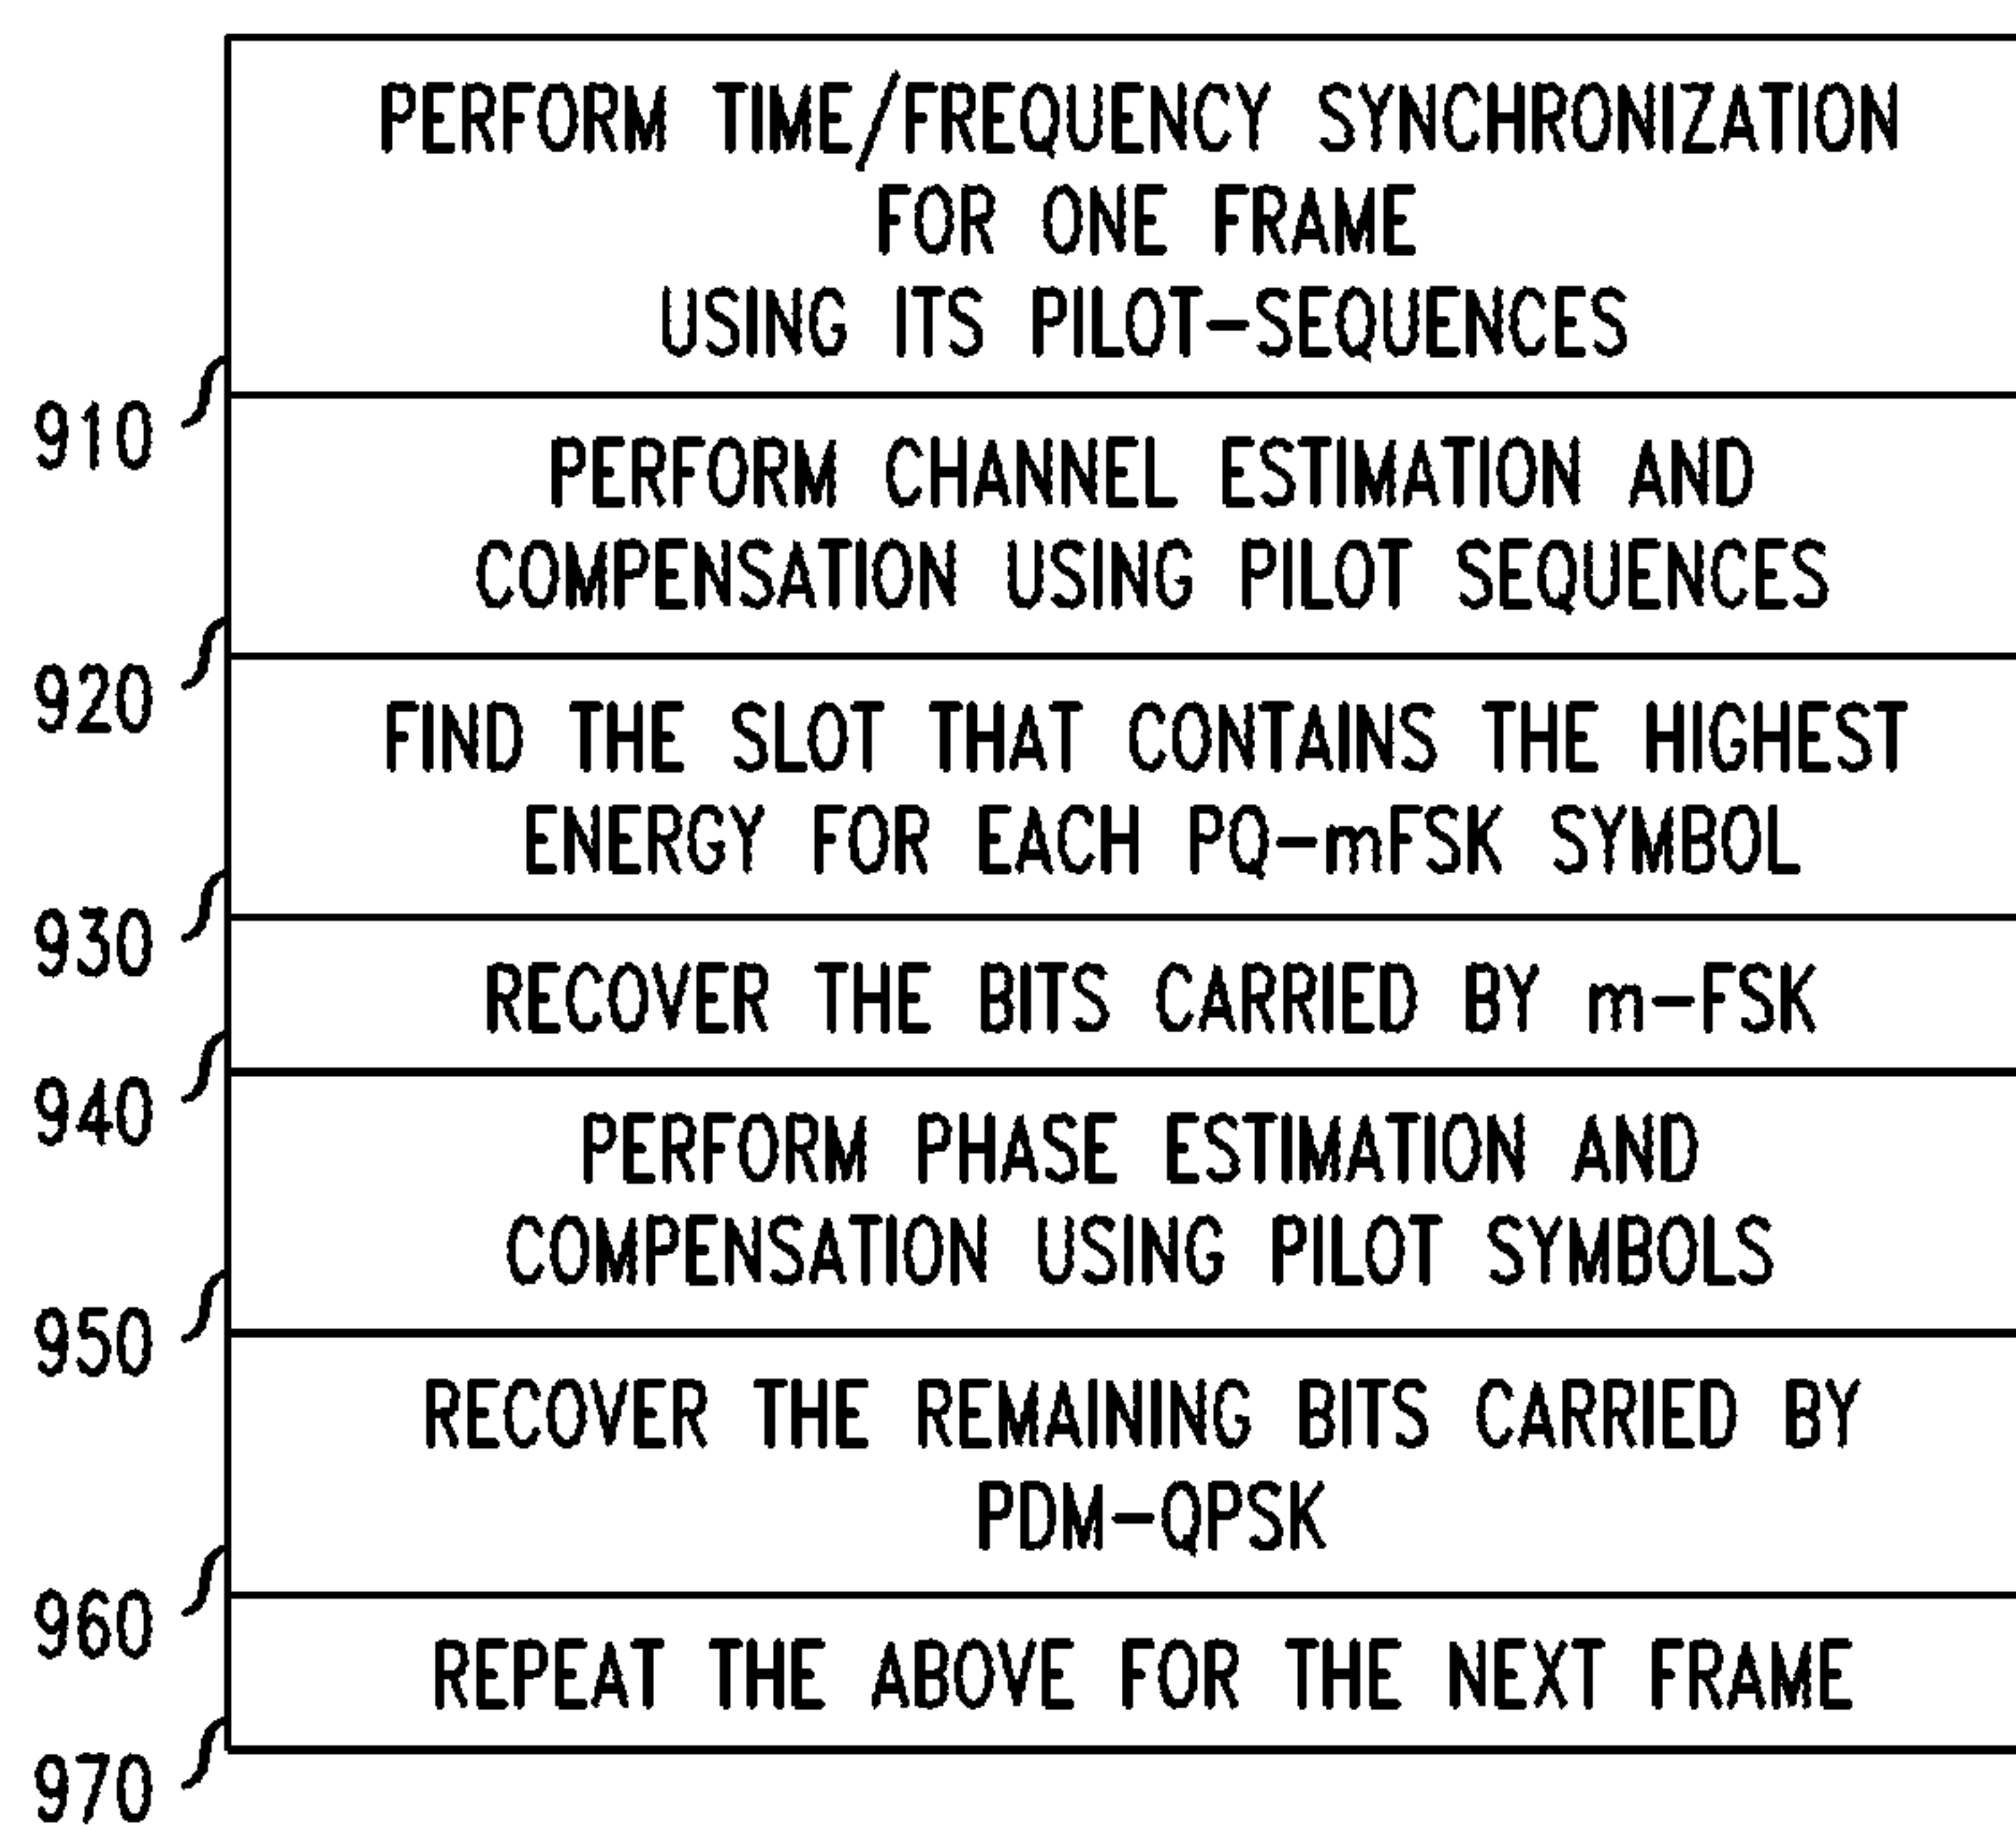 PERFORM TIME/FREQUENCY SYNCHRONIZATION
FOR ONE FRAME
USING ITS PILOT-SEQUENCES
910
PERFORM CHANNEL ESTIMATION AND
COMPENSATION USING PILOT SEQUENCES
920
FIND THE SLOT THAT CONTAINS THE HIGHEST
ENERGY FOR EACH PQ-mFSK SYMBOL
930
RECOVER THE BITS CARRIED BY m-FSK
940
PERFORM PHASE ESTIMATION AND
COMPENSATION USING PILOT SYMBOLS
950
RECOVER THE REMAINING BITS CARRIED BY
PDM-QPSK
960
REPEAT THE ABOVE FOR THE NEXT FRAME
970